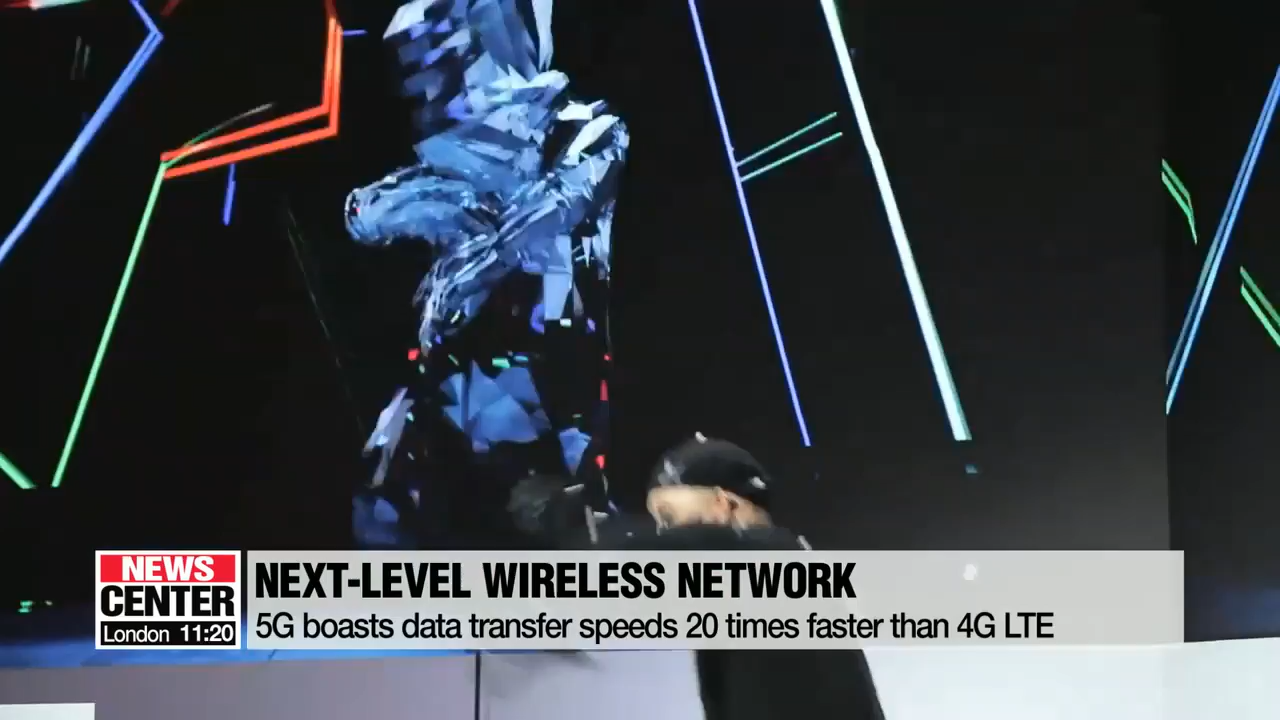 NEWS
CENTER
London 11:20
NEXT-LEVEL WIRELESS NETWORK
5G boasts data transfer speeds 20 times faster than 4G LTE